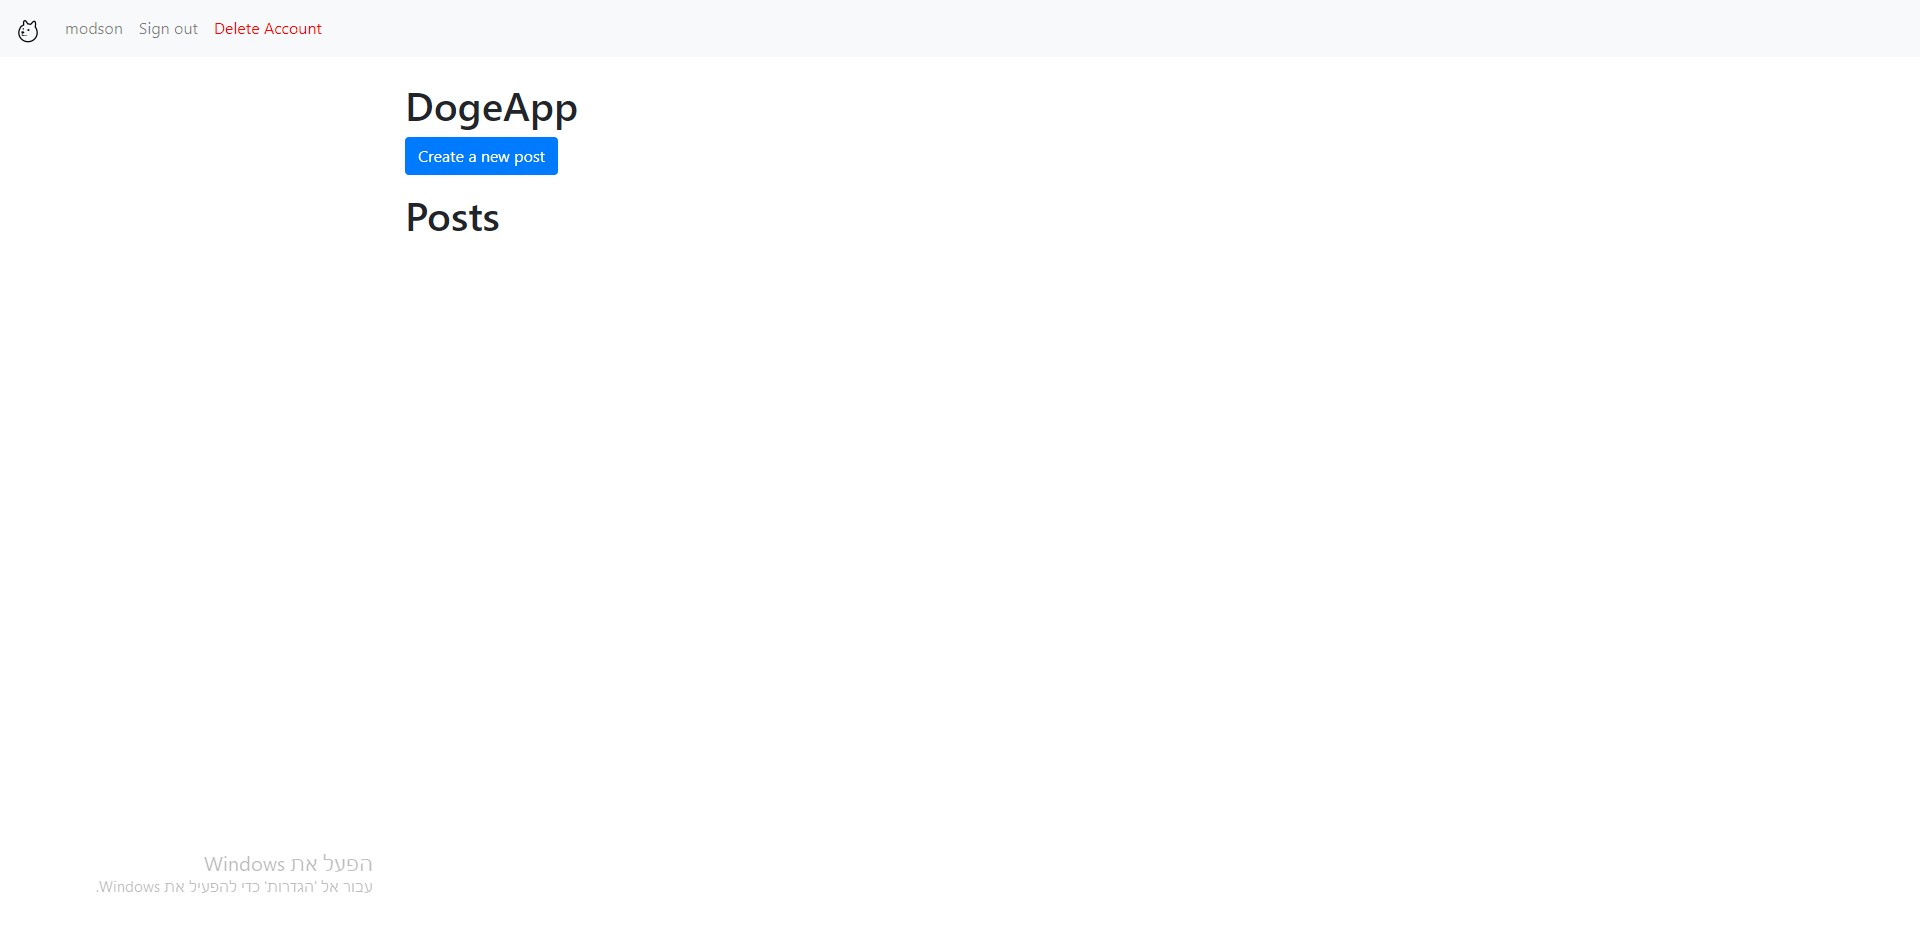 modson Sign out Delete Account
DogeApp
Create a new post
Posts
הפעל את Windows
עבור אל 'הגדרות' כדי להפעיל את Windows.